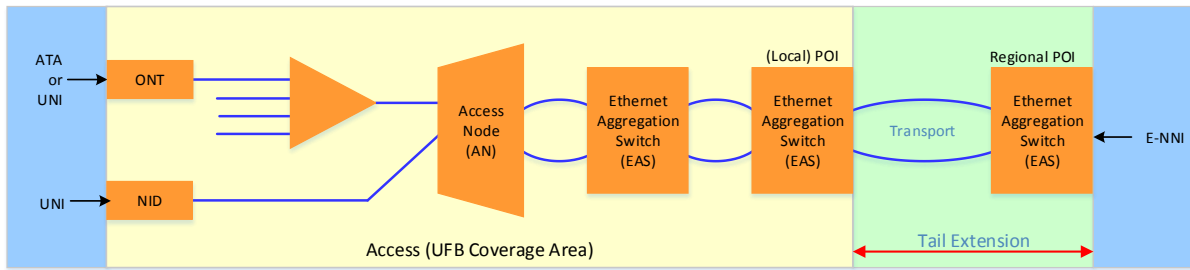 ATA
or
UNI
ONT
UNI
NID
Access
Node
(AN)
Ethernet
Aggregation
Switch
(EAS)
(Local) POI
Ethernet
Aggregation
Switch
(EAS)
Transport
Regional POI
Ethernet
Aggregation
Switch
(EAS)
E-NNI
Access (UFB Coverage Area)
Tail Extension